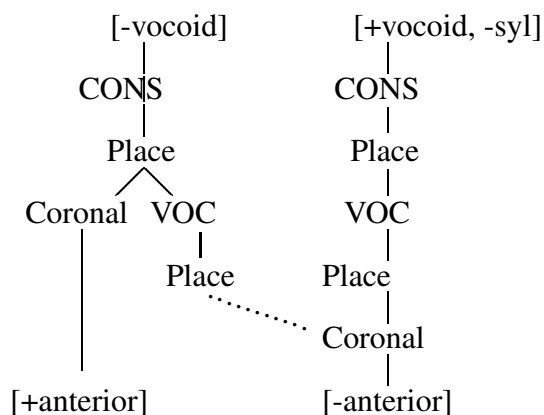 [-vocoid] [+vocoid, -syl]
CONS CONS
Place Place
Coronal VOC VOC
Place Place
Coronal
[+anterior] [-anterior]